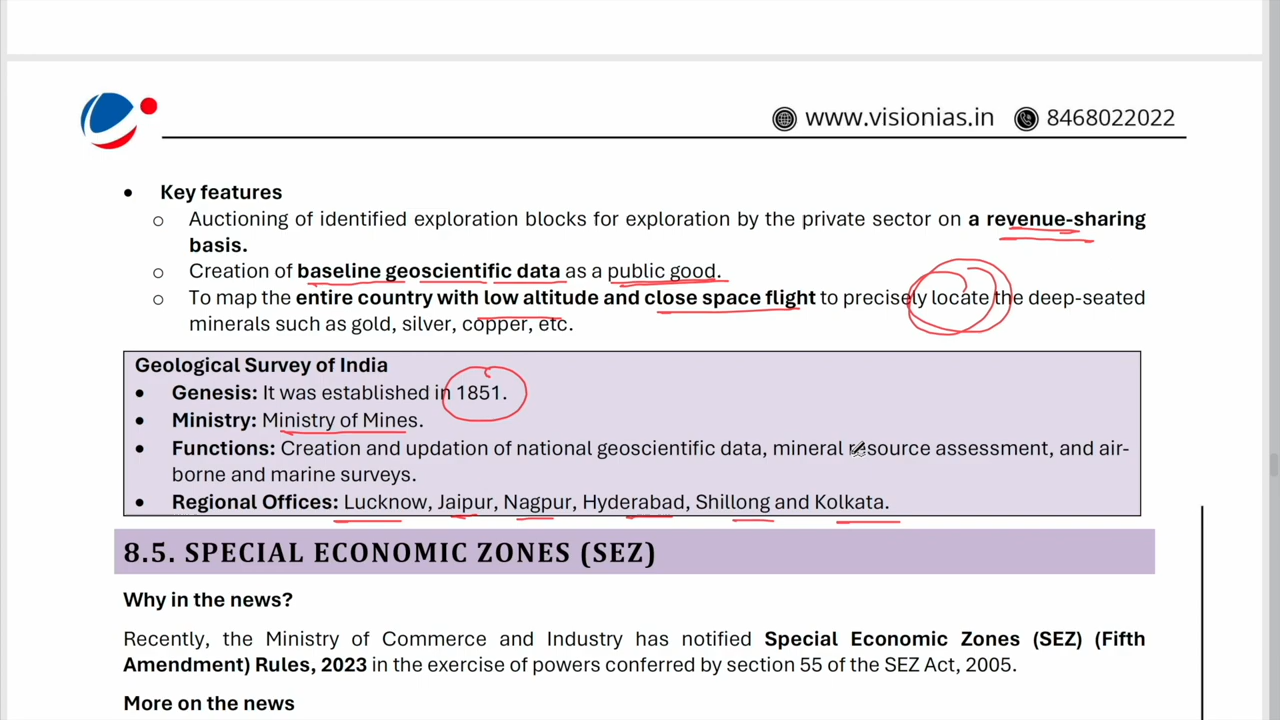 www.visionias.in 8468022022
• Key features
o Auctioning of identified exploration blocks for exploration by the private sector on a revenue-sharing
basis.
o Creation of baseline geoscientific data as a public good.
o To map the entire country with low altitude and close space flight to precisely locate the deep-seated
minerals such as gold, silver, copper, etc.
Geological Survey of India
• Genesis: It was established in 1851.
• Ministry: Ministry of Mines.
• Functions: Creation and updation of national geoscientific data, mineral resource assessment, and air-
borne and marine surveys.
• Regional Offices: Lucknow, Jaipur, Nagpur, Hyderabad, Shillong and Kolkata.
8.5. SPECIAL ECONOMIC ZONES (SEZ)
Why in the news?
Recently, the Ministry of Commerce and Industry has notified Special Economic Zones (SEZ) (Fifth
Amendment) Rules, 2023 in the exercise of powers conferred by section 55 of the SEZ Act, 2005.
More on the news